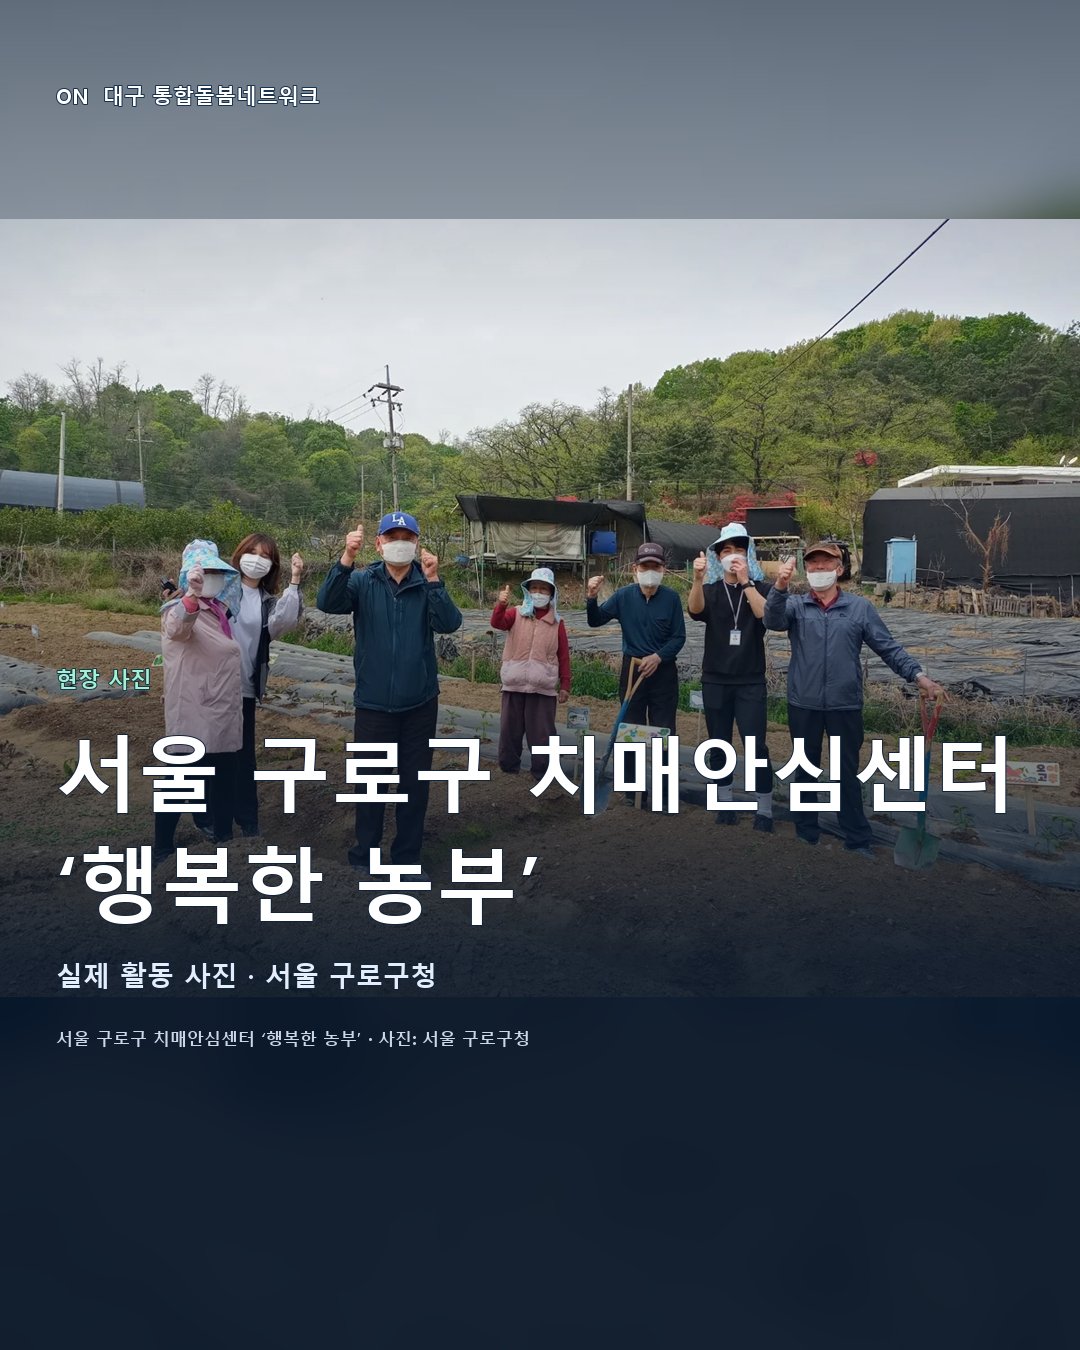 ON 대구 통합돌봄네트워크
LA
현장 사진
서울 구로구 치매안심센터
‘행복한 농부’
실제 활동 사진 · 서울 구로구청
서울 구로구 치매안심센터 ‘행복한 농부’ · 사진: 서울 구로구청